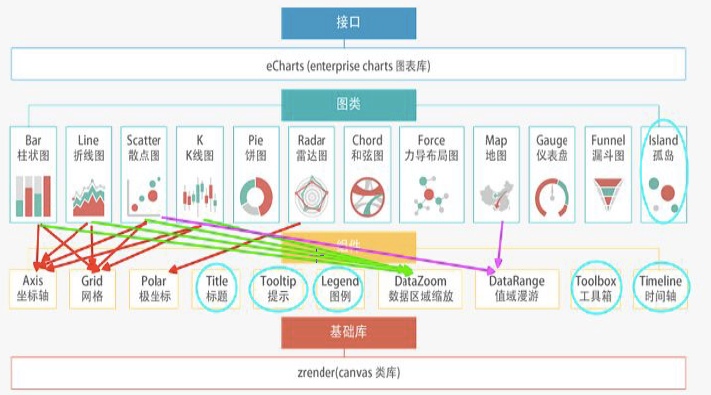 接口
eCharts (enterprise charts 图表库)
图类
Bar
柱状图
Line
折线图
Scatter
散点图
K
K线图
Pie
饼图
Radar
雷达图
Chord
和弦图
Force
力导布局图
Map
地图
Gauge
仪表盘
Funnel
漏斗图
Island
孤岛
组件
Axis
坐标轴
Grid
网格
Polar
极坐标
Title
标题
Tooltip
提示
Legend
图例
DataZoom
数据区域缩放
DataRange
值域漫游
Toolbox
工具箱
Timeline
时间轴
基础库
zrender(canvas 类库)